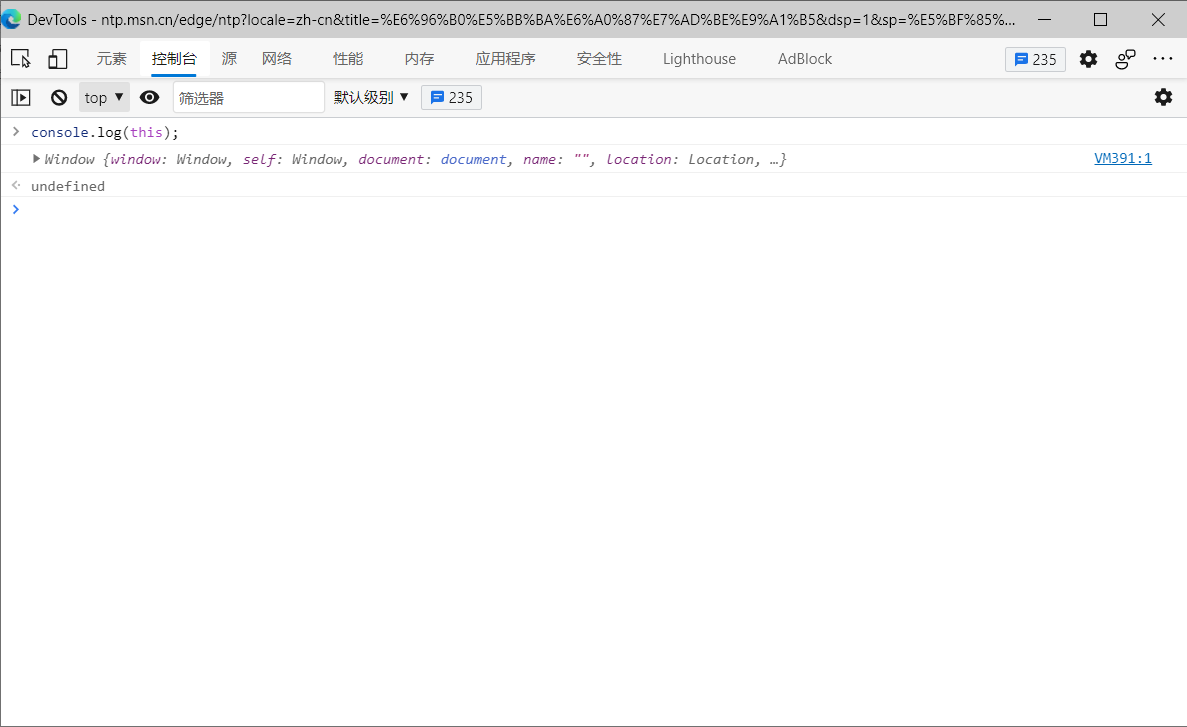 DevTools - ntp.msn.cn/edge/ntp?locale=zh-cn&title=%E6%96%B0%E5%BB%BA%E6%A0%87%E7%AD%BE%E9%A1%B5&dsp=1&sp=%E5%BF%85%...
元素 控制台 源 网络 性能 内存 应用程序 安全性 Lighthouse AdBlock 235
top 筛选器 默认级别 235
console.log(this);
Window {window: Window, self: Window, document: document, name: "", location: Location, …} VM391:1
undefined